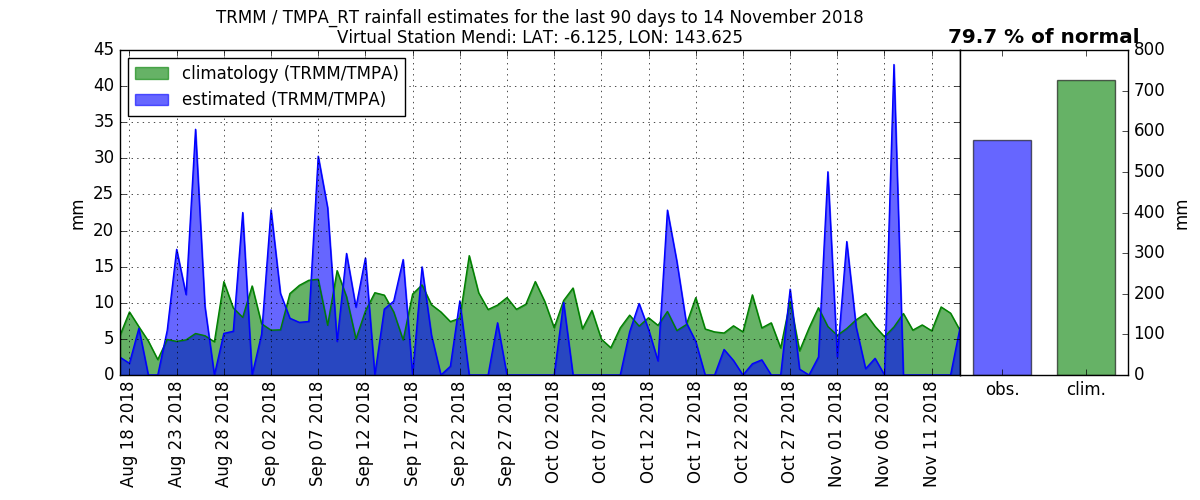 TRMM / TMPA_RT rainfall estimates for the last 90 days to 14 November 2018
Virtual Station Mendi: LAT: -6.125, LON: 143.625
79.7 % of normal
climatology (TRMM/TMPA)
estimated (TRMM/TMPA)
45
40
35
30
25
20
15
10
5
0
mm
Aug 18 2018
Aug 23 2018
Aug 28 2018
Sep 02 2018
Sep 07 2018
Sep 12 2018
Sep 17 2018
Sep 22 2018
Sep 27 2018
Oct 02 2018
Oct 07 2018
Oct 12 2018
Oct 17 2018
Oct 22 2018
Oct 27 2018
Nov 01 2018
Nov 06 2018
Nov 11 2018
800
700
600
500
400
300
200
100
0
mm
obs.
clim.